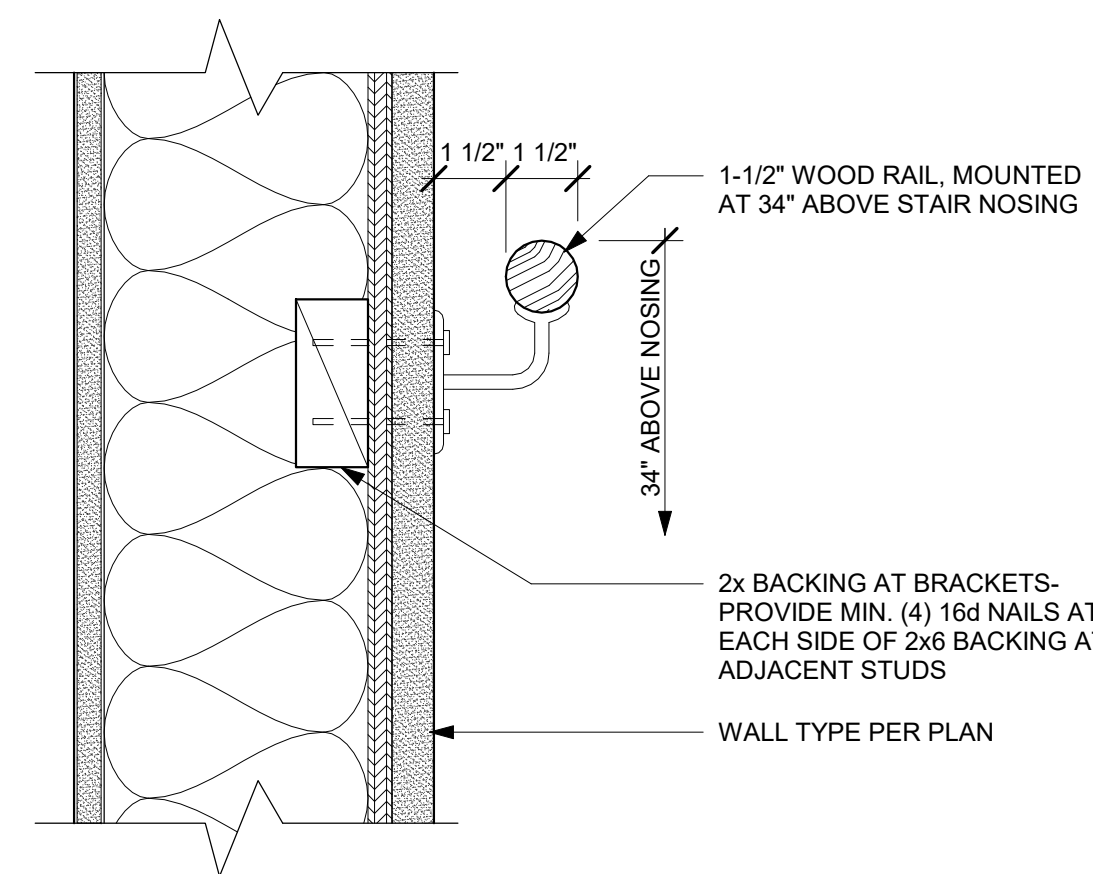 1 1/2" 1 1/2"
1-1/2" WOOD RAIL, MOUNTED
AT 34" ABOVE STAIR NOSING
34" ABOVE NOSING
2x BACKING AT BRACKETS-
PROVIDE MIN. (4) 16d NAILS AT
EACH SIDE OF 2x6 BACKING AT
ADJACENT STUDS
WALL TYPE PER PLAN